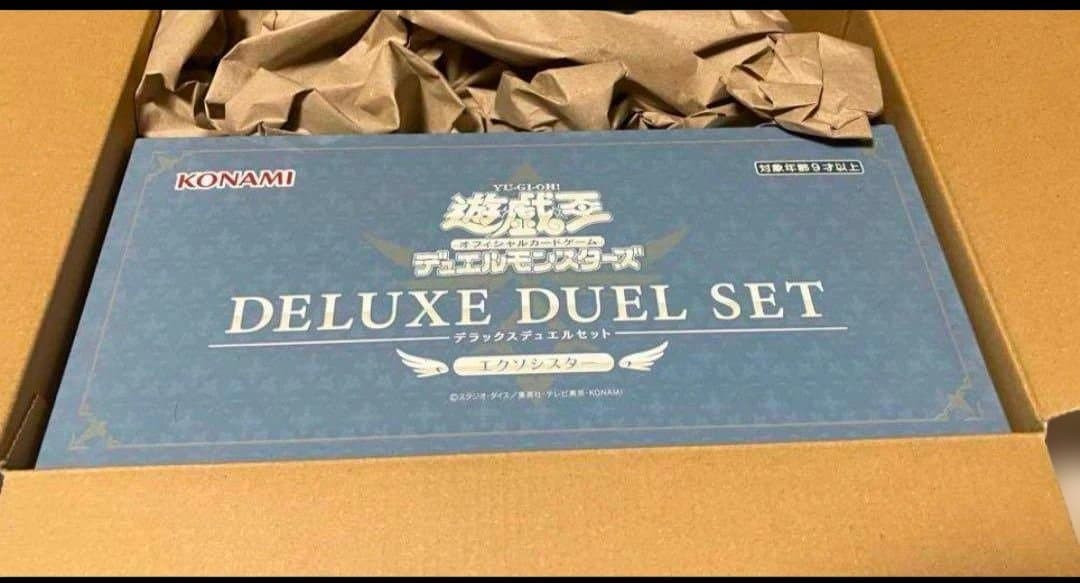 KONAMI
対象年齢9才以上
YU-GI-OH!
遊戯王
オフィシャルカードゲーム
デュエルモンスターズ
DELUXE DUEL SET
デラックスデュエルセット
エクソシスター
©スタジオ・ダイス/集英社・テレビ東京・KONAMI